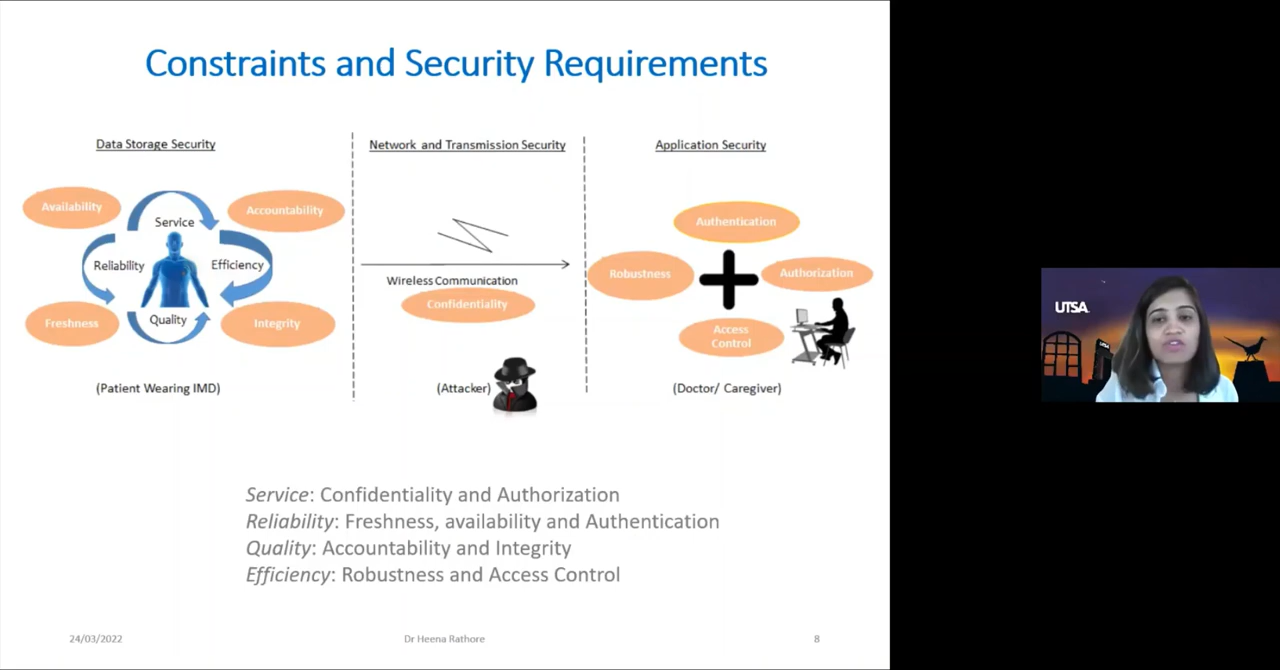 Constraints and Security Requirements
Data Storage Security
Network and Transmission Security
Application Security
Availability
Accountability
Service
Reliability
Efficiency
Quality
Freshness
Integrity
(Patient Wearing IMD)
Wireless Communication
Confidentiality
(Attacker)
Authentication
Robustness
Authorization
Access
Control
(Doctor/ Caregiver)
Service: Confidentiality and Authorization
Reliability: Freshness, availability and Authentication
Quality: Accountability and Integrity
Efficiency: Robustness and Access Control
24/03/2022
Dr Heena Rathore
8
UTSA
UTSA